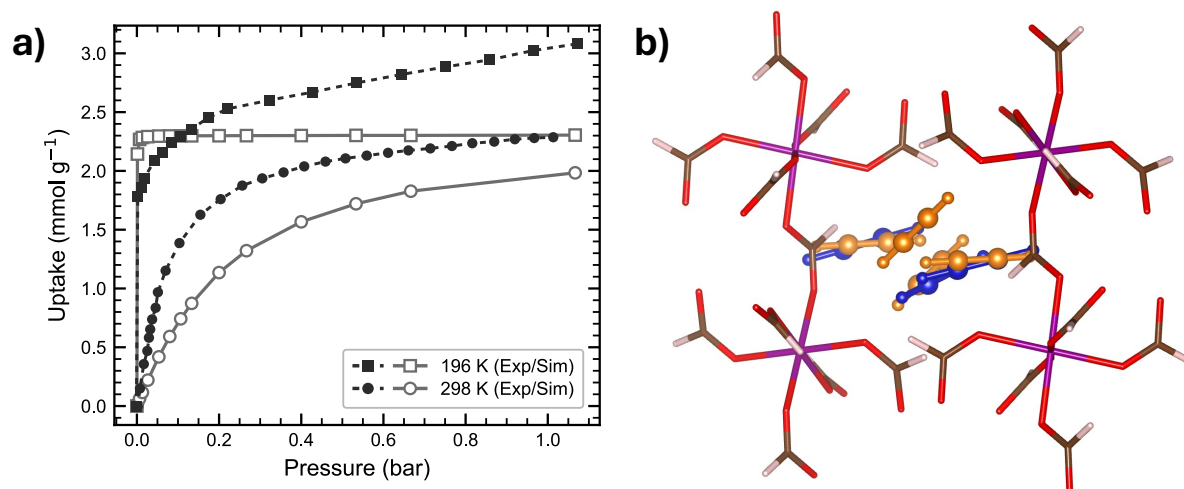 a)
b)
Uptake (mmol g⁻¹)
3.0
2.5
2.0
1.5
1.0
0.5
0.0
0.0
0.2
0.4
0.6
0.8
1.0
Pressure (bar)
196 K (Exp/Sim)
298 K (Exp/Sim)